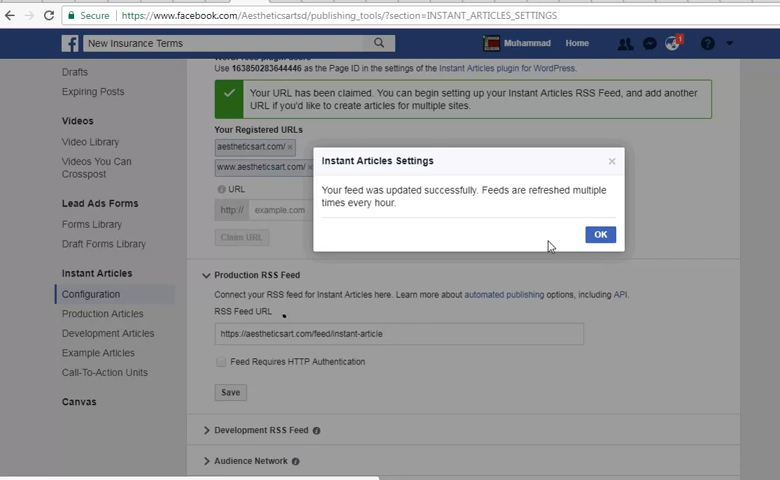 Secure
https://www.facebook.com/Aestheticsartsd/publishing_tools/?section=INSTANT_ARTICLES_SETTINGS
New Insurance Terms
Muhammad
Home
1
Drafts
Expiring Posts
Videos
Video Library
Videos You Can
Crosspost
Lead Ads Forms
Forms Library
Draft Forms Library
Instant Articles
Configuration
Production Articles
Development Articles
Example Articles
Call-To-Action Units
Canvas
Use 163850283644446 as the Page ID in the settings of the Instant Articles plugin for WordPress.
Your URL has been claimed. You can begin setting up your Instant Articles RSS Feed, and add another
URL if you'd like to create articles for multiple sites.
Your Registered URLs
aestheticsart.com/ ×
www.aestheticsart.com/ ×
URL
http:// example.com
Claim URL
Instant Articles Settings ×
Your feed was updated successfully. Feeds are refreshed multiple
times every hour.
OK
Production RSS Feed
Connect your RSS feed for Instant Articles here. Learn more about automated publishing options, including API.
RSS Feed URL
https://aestheticsart.com/feed/instant-article
Feed Requires HTTP Authentication
Save
Development RSS Feed
Audience Network